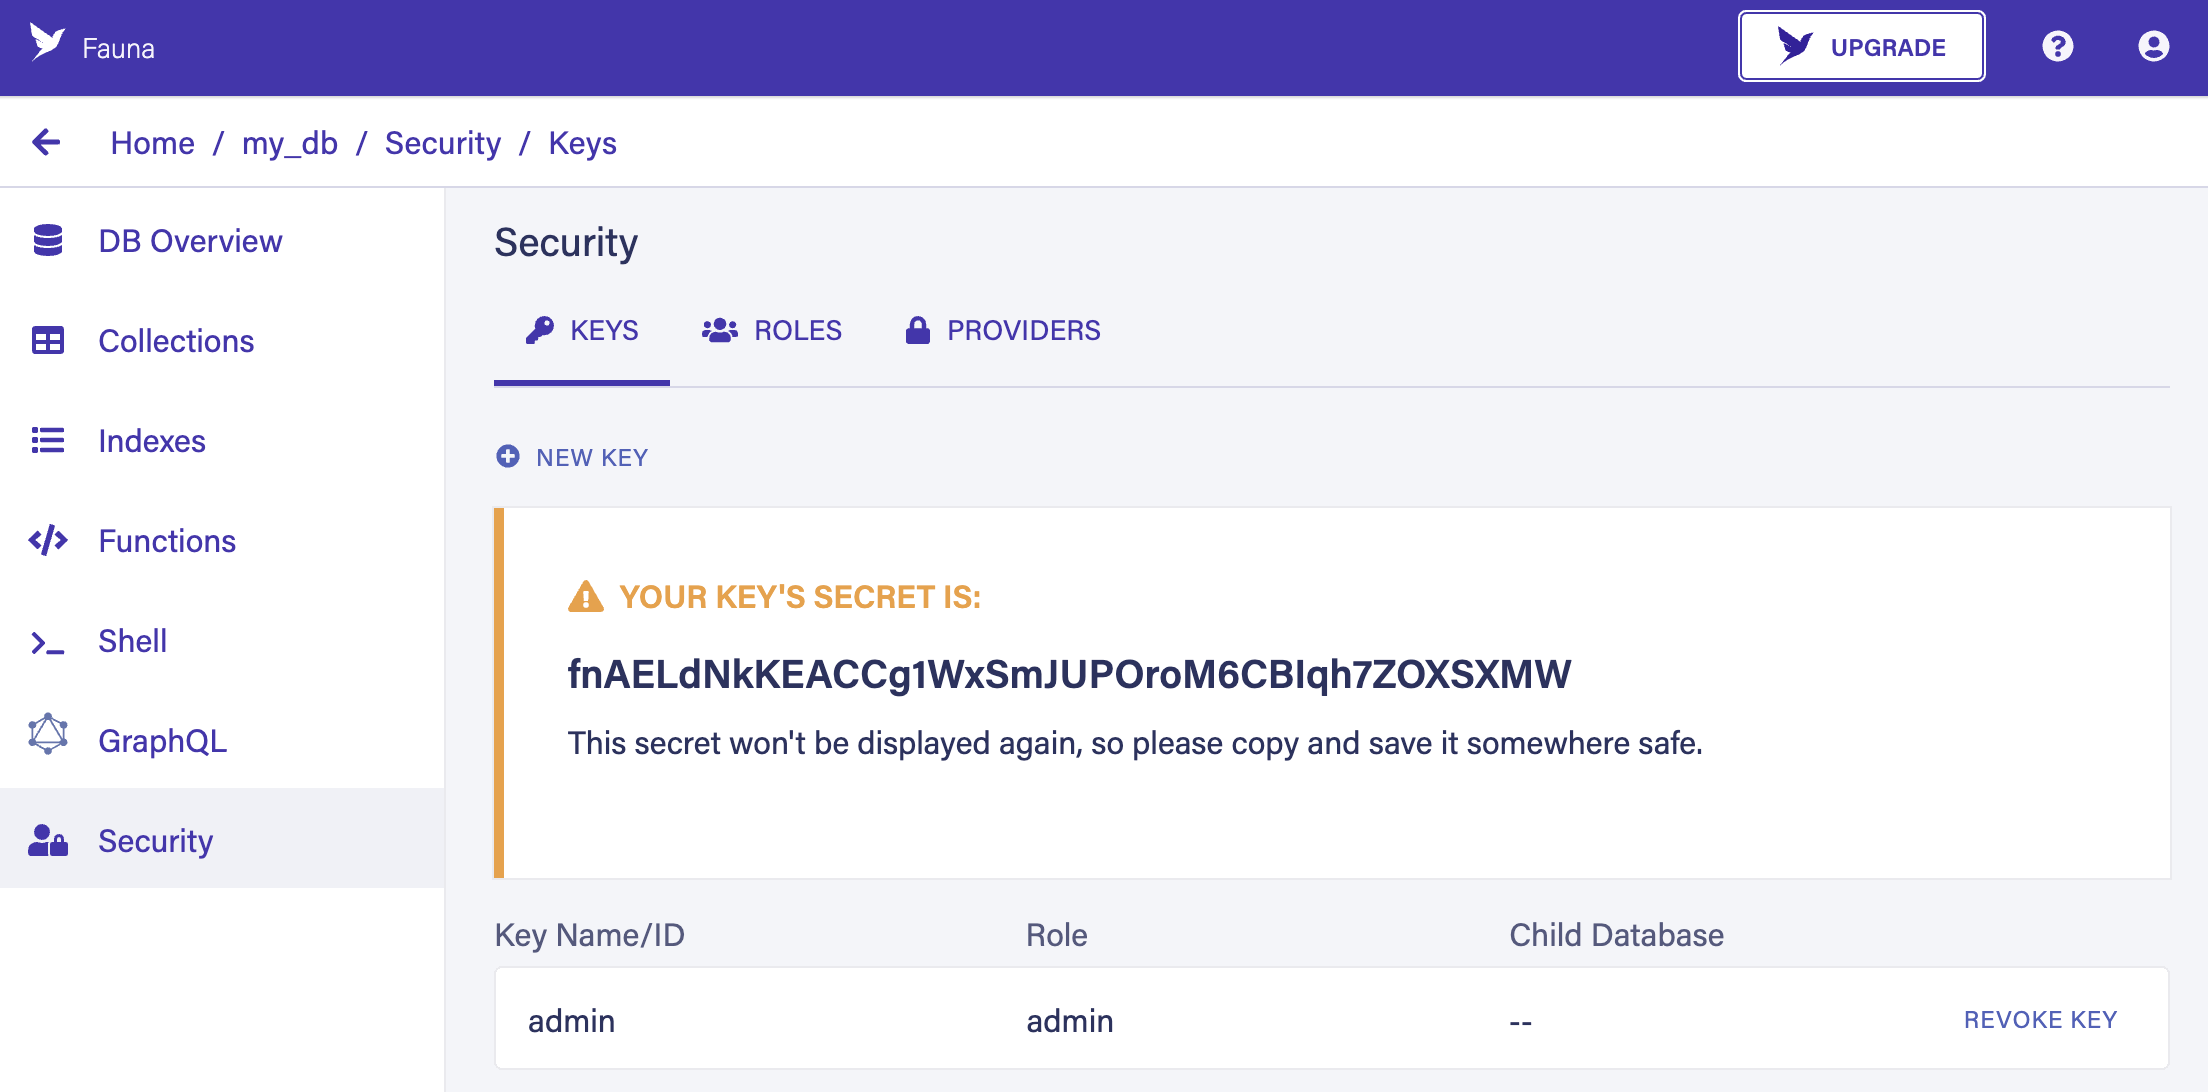 Fauna
UPGRADE
Home / my_db / Security / Keys
DB Overview
Collections
Indexes
Functions
Shell
GraphQL
Security
Security
KEYS ROLES PROVIDERS
NEW KEY
YOUR KEY'S SECRET IS:
fnAELdNkKEACCg1WxSmJUPOroM6CBIqh7ZOXSXMW
This secret won't be displayed again, so please copy and save it somewhere safe.
Key Name/ID Role Child Database
admin admin -- REVOKE KEY